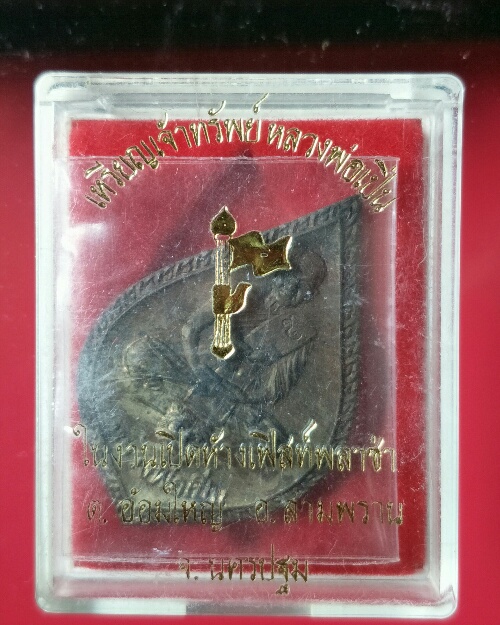 เหรียญเจ้าทรัพย์ หลวงพ่อเปิ่น
ในงานเปิดห้างเฟิสท์พลาซ่า
ต. อ้อมใหญ่ อ. สามพราน
จ. นครปฐม